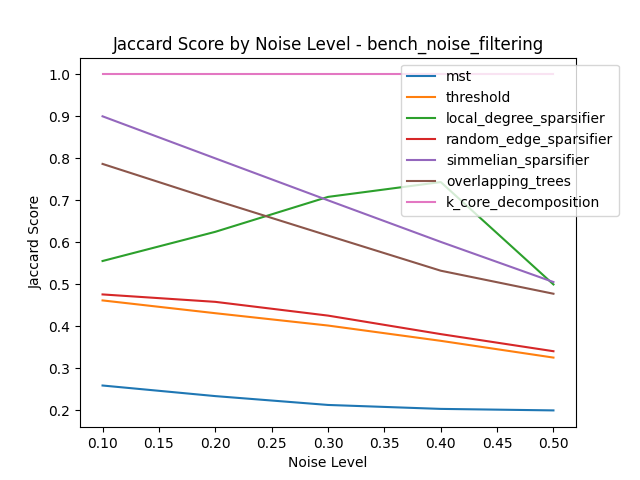 Jaccard Score by Noise Level - bench_noise_filtering
Jaccard Score
1.0
0.9
0.8
0.7
0.6
0.5
0.4
0.3
0.2
mst
threshold
local_degree_sparsifier
random_edge_sparsifier
simmelian_sparsifier
overlapping_trees
k_core_decomposition
0.10 0.15 0.20 0.25 0.30 0.35 0.40 0.45 0.50
Noise Level